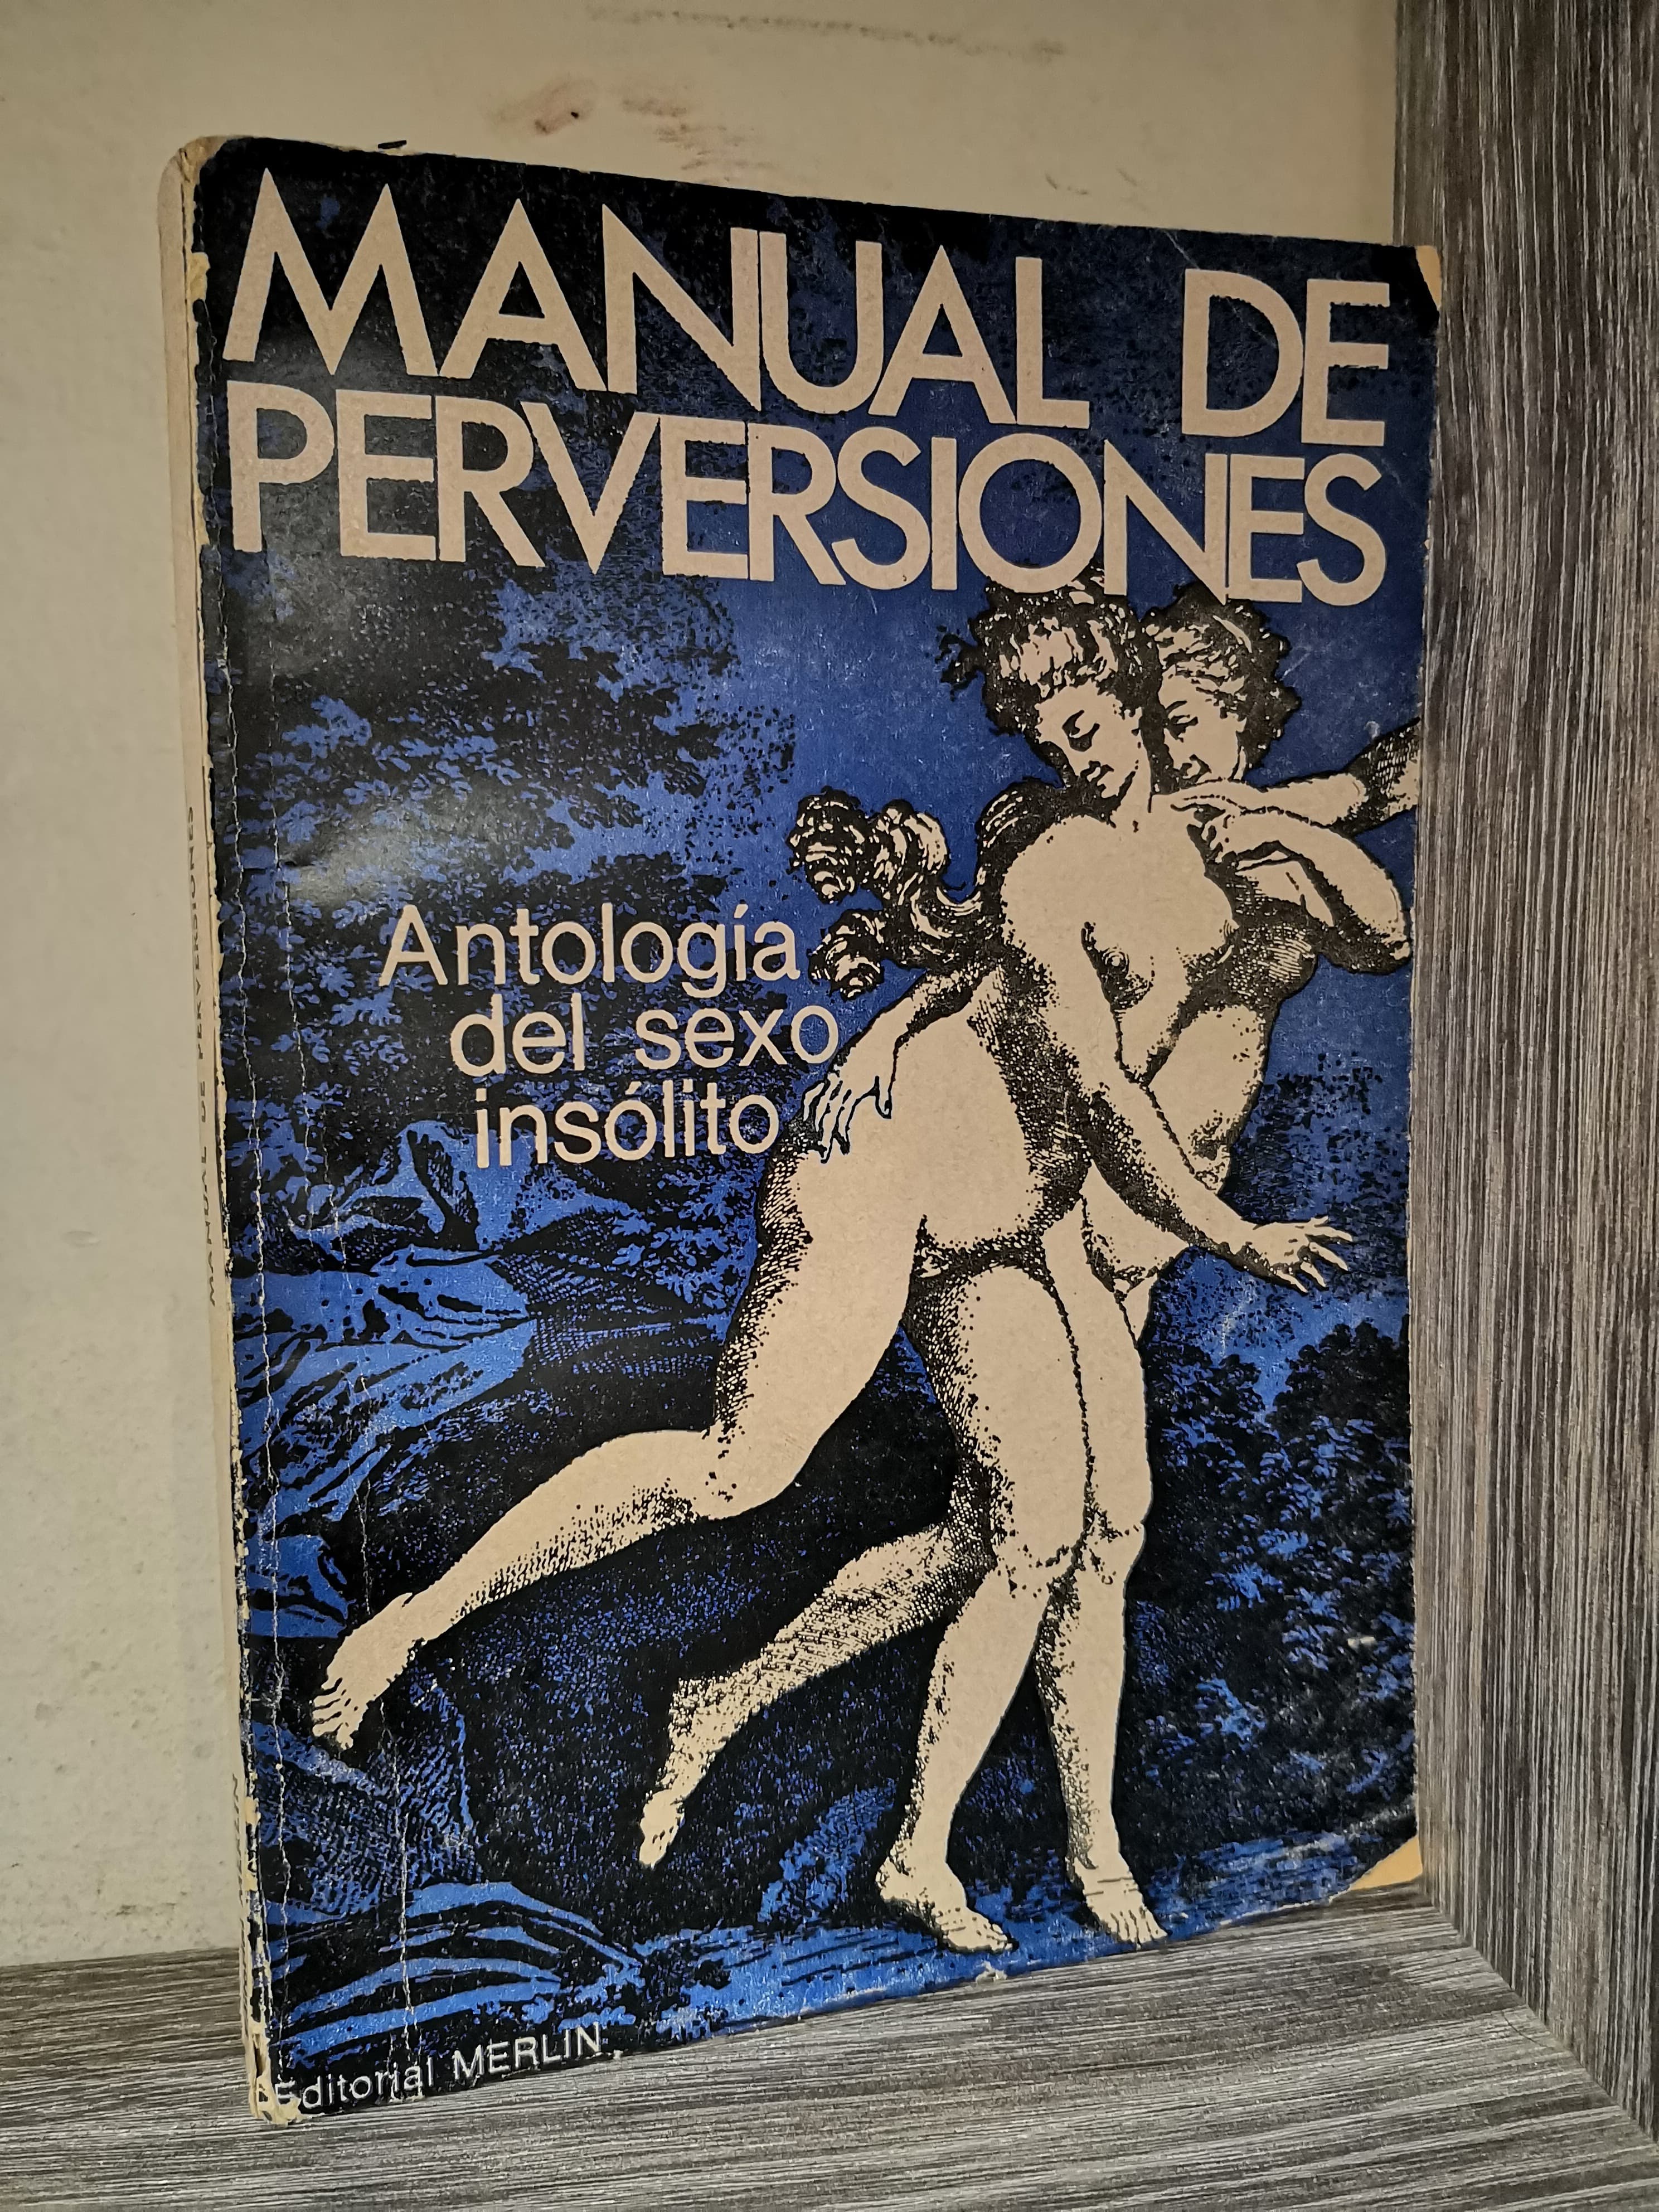 MANUAL DE
PERVERSIONES
Antología
del sexo
insólito
Editorial MERLIN
MANUAL DE PERVERSIONES